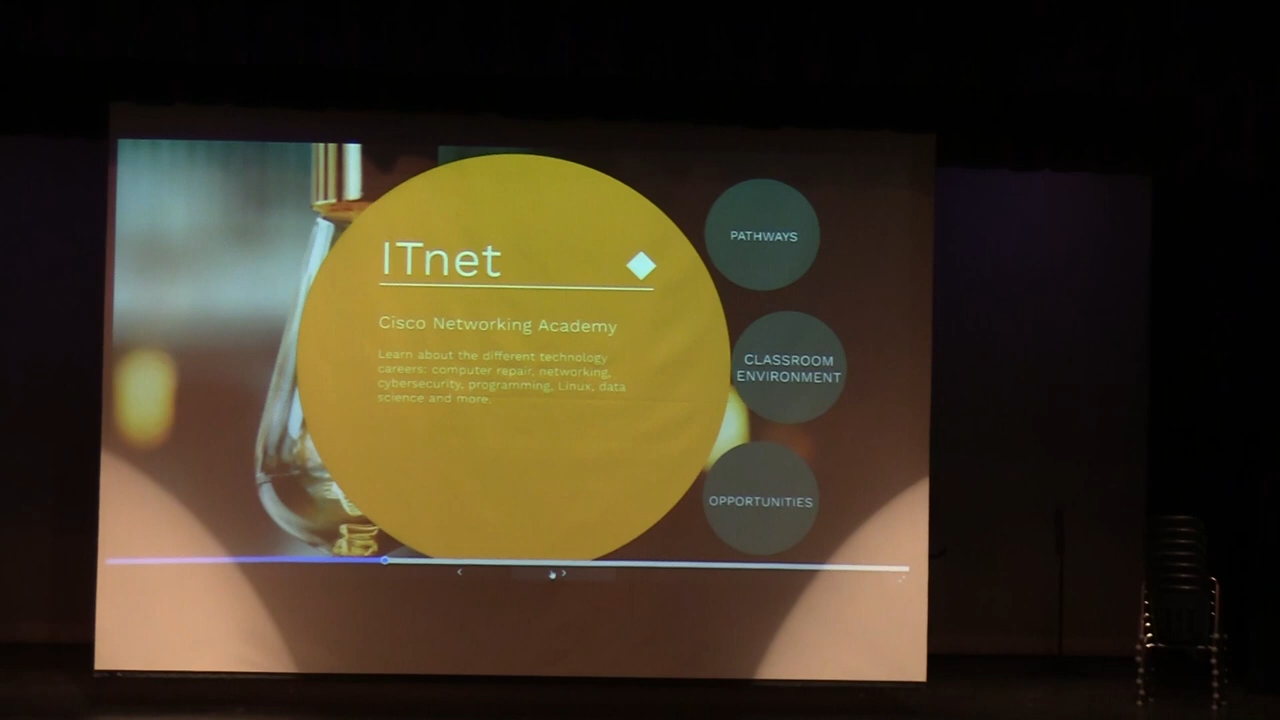 ITnet
Cisco Networking Academy
Learn about the different technology
careers: computer repair, networking,
cybersecurity, programming, Linux, data
science and more.
PATHWAYS
CLASSROOM
ENVIRONMENT
OPPORTUNITIES